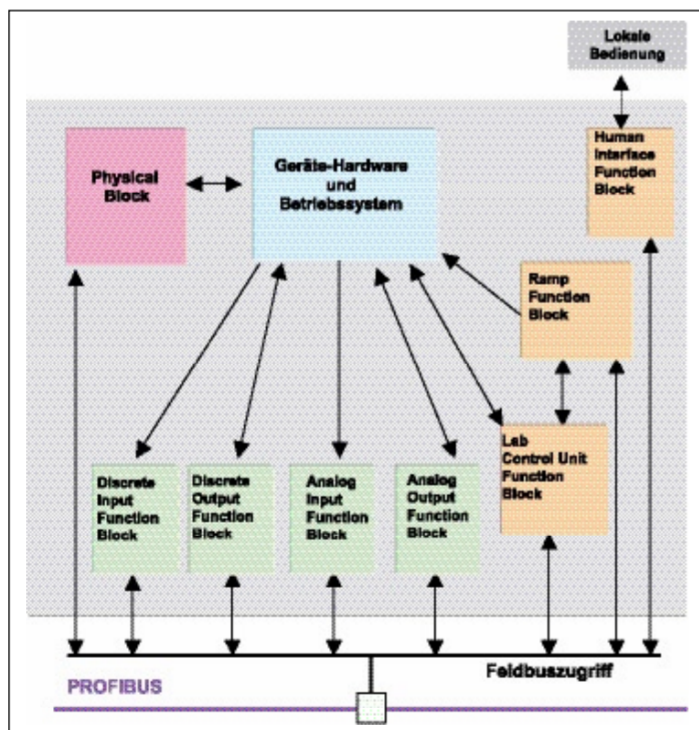 Lokale
Bedienung
Human
Interface
Function
Block
Physical
Block
Geräte-Hardware
und
Betriebssystem
Ramp
Function
Block
Lab
Control Unit
Function
Block
Discrete
Input
Function
Block
Discrete
Output
Function
Block
Analog
Input
Function
Block
Analog
Output
Function
Block
Feldbuszugriff
PROFIBUS